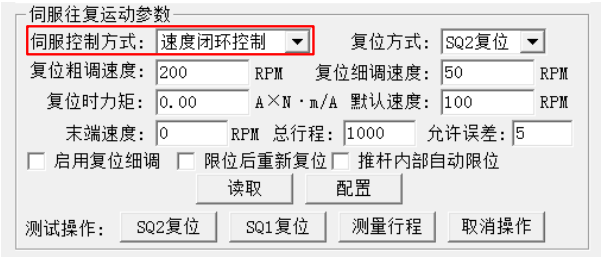 伺服往复运动参数
伺服控制方式: 速度闭环控制 复位方式: SQ2复位
复位粗调速度: 200 RPM 复位细调速度: 50 RPM
复位时力矩: 0.00 A×N·m/A 默认速度: 100 RPM
末端速度: 0 RPM 总行程: 1000 允许误差: 5
启用复位细调 限位后重新复位 推杆内部自动限位
读取 配置
测试操作: SQ2复位 SQ1复位 测量行程 取消操作